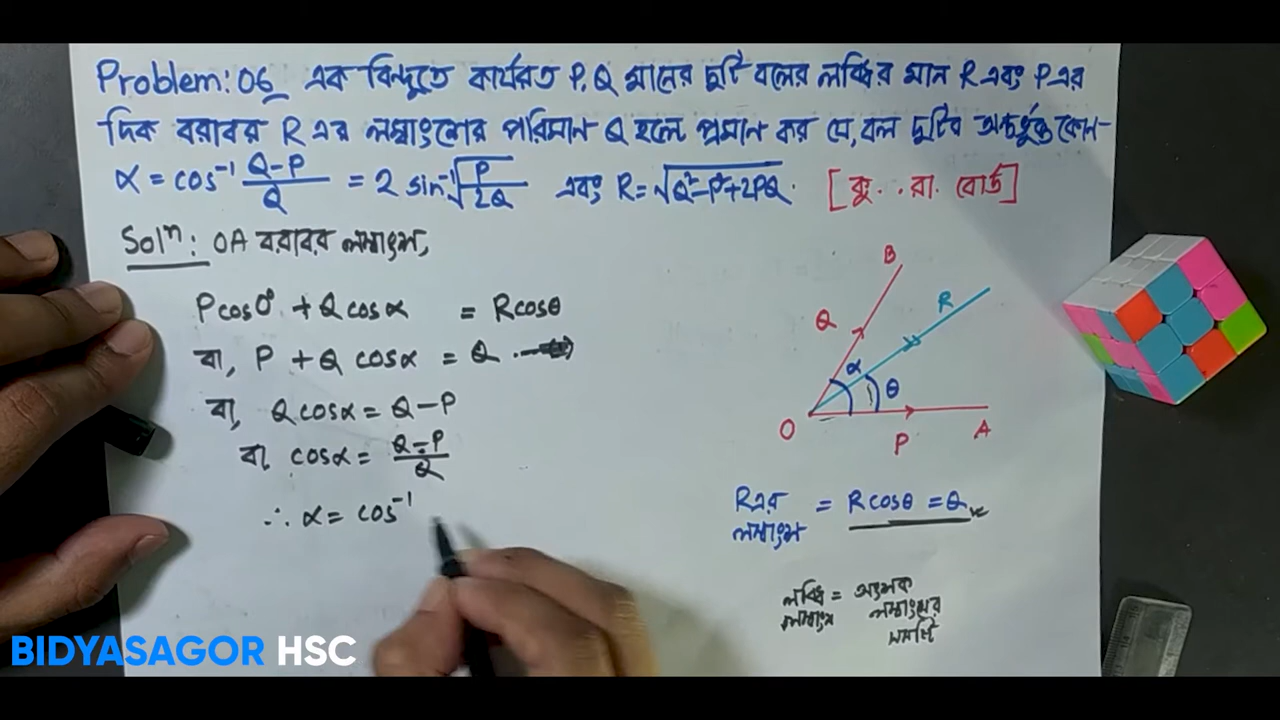 Problem: 06 এক বিন্দুতে কার্যরত P, Q মানের দুটি বলের লব্ধির মান R এবং P এর
দিক বরাবর R এর লম্বাংশের পরিমান Q হলে প্রমান কর যে, বল দুটির অন্তর্ভুক্ত কোন-
α = cos⁻¹ (Q-P)/Q = 2 sin⁻¹ √(P/2Q) এবং R = √(Q²-P²+2PQ) . [কু. . রা. বোর্ড]
Solⁿ: OA বরাবর লম্বাংশ,
P cos0° + Q cosα = R cosθ
বা, P + Q cosα = Q
বা, Q cosα = Q - P
বা, cosα = (Q-P)/Q
∴ α = cos⁻¹
B
Q
R
α
θ
O
P
A
R এর = R cosθ = Q
লম্বাংশ
লব্ধি = অংশক
লম্বাংশ লম্বাংশের
সমষ্টি
BIDYASAGOR HSC